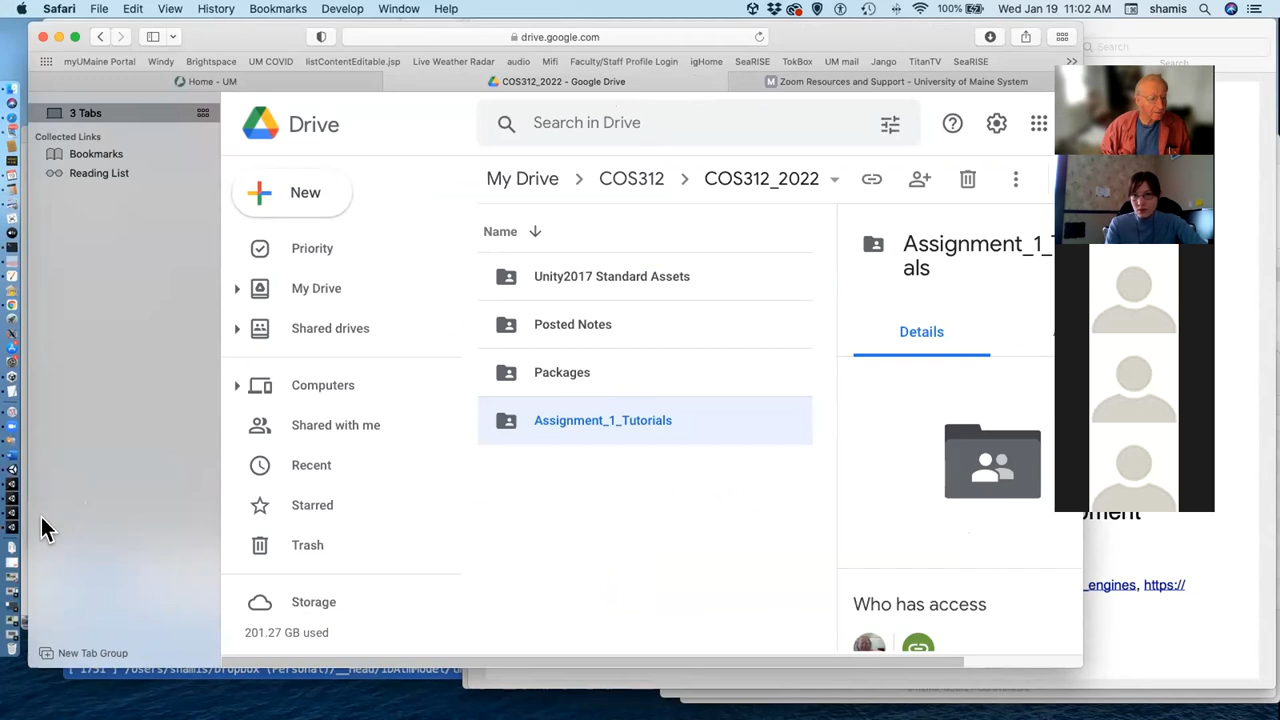 Safari File Edit View History Bookmarks Develop Window Help 100% Wed Jan 19 11:02 AM shamis
drive.google.com
Search
myUMaine Portal Windy Brightspace UM COVID listContentEditable.jsp Live Weather Radar audio Mifi Faculty/Staff Profile Login igHome SeaRISE TokBox UM mail Jango TitanTV SeaRISE
Search
Home - UM
COS312_2022 - Google Drive
Zoom Resources and Support - University of Maine System
3 Tabs
Collected Links
Bookmarks
Reading List
Drive
Search in Drive
New
My Drive > COS312 > COS312_2022
Name
Assignment_1_T
als
Priority
Unity2017 Standard Assets
My Drive
Posted Notes
Shared drives
Details
Packages
Computers
Assignment_1_Tutorials
Shared with me
Recent
Starred
Trash
_engines, https://
Storage
Who has access
201.27 GB used
New Tab Group